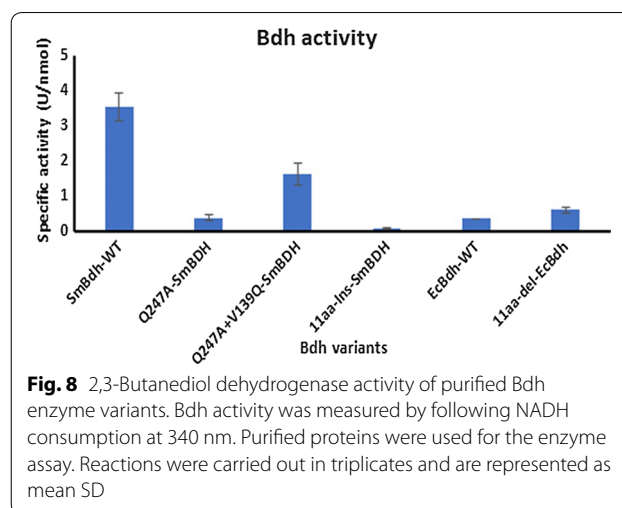 Bdh activity
Specific activity (U/nmol)
5
4
3
2
1
0
SmBdh-WT
Q247A-SmBDH
Q247A+V139Q-SmBDH
11aa-Ins-SmBDH
EcBdh-WT
11aa-del-EcBdh
Bdh variants
Fig. 8 2,3-Butanediol dehydrogenase activity of purified Bdh
enzyme variants. Bdh activity was measured by following NADH
consumption at 340 nm. Purified proteins were used for the enzyme
assay. Reactions were carried out in triplicates and are represented as
mean SD